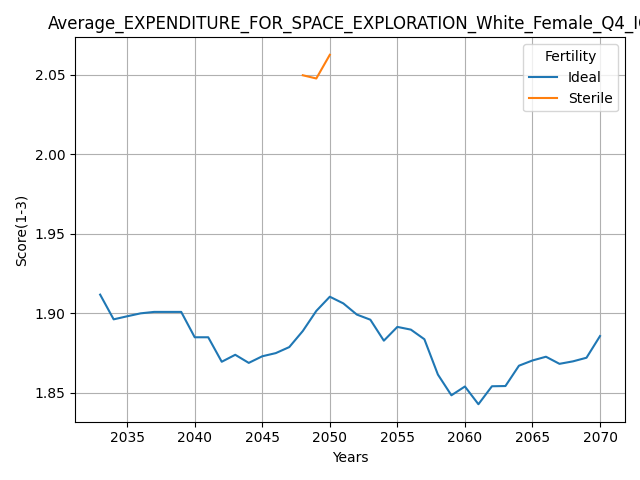 Average_EXPENDITURE_FOR_SPACE_EXPLORATION_White_Female_Q4_I
Fertility
Ideal
Sterile
2.05
2.00
1.95
1.90
1.85
Score(1-3)
2035 2040 2045 2050 2055 2060 2065 2070
Years